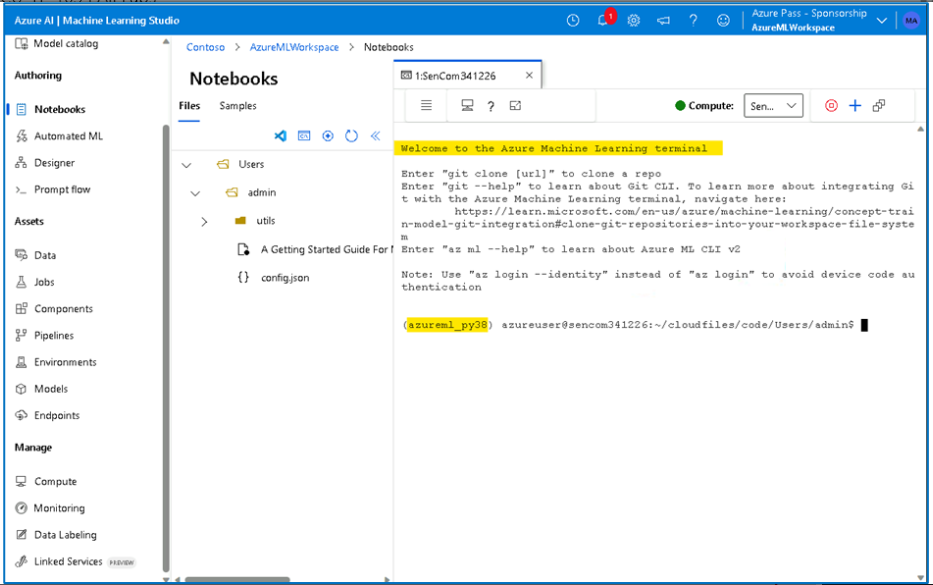 Azure AI | Machine Learning Studio
1
Azure Pass - Sponsorship
AzureMLWorkspace
MA
Model catalog
Authoring
Notebooks
Automated ML
Designer
Prompt flow
Assets
Data
Jobs
Components
Pipelines
Environments
Models
Endpoints
Manage
Compute
Monitoring
Data Labeling
Linked Services PREVIEW
Contoso > AzureMLWorkspace > Notebooks
Notebooks
Files Samples
Users
admin
utils
A Getting Started Guide For
{} config.json
1:SenCom341226 ×
?
Compute: Sen...
Welcome to the Azure Machine Learning terminal
Enter "git clone [url]" to clone a repo
Enter "git --help" to learn about Git CLI. To learn more about integrating Gi
t with the Azure Machine Learning terminal, navigate here:
https://learn.microsoft.com/en-us/azure/machine-learning/concept-trai
n-model-git-integration#clone-git-repositories-into-your-workspace-file-syste
m
Enter "az ml --help" to learn about Azure ML CLI v2
Note: Use "az login --identity" instead of "az login" to avoid device code au
thentication
(azureml_py38) azureuser@sencom341226:~/cloudfiles/code/Users/admin$